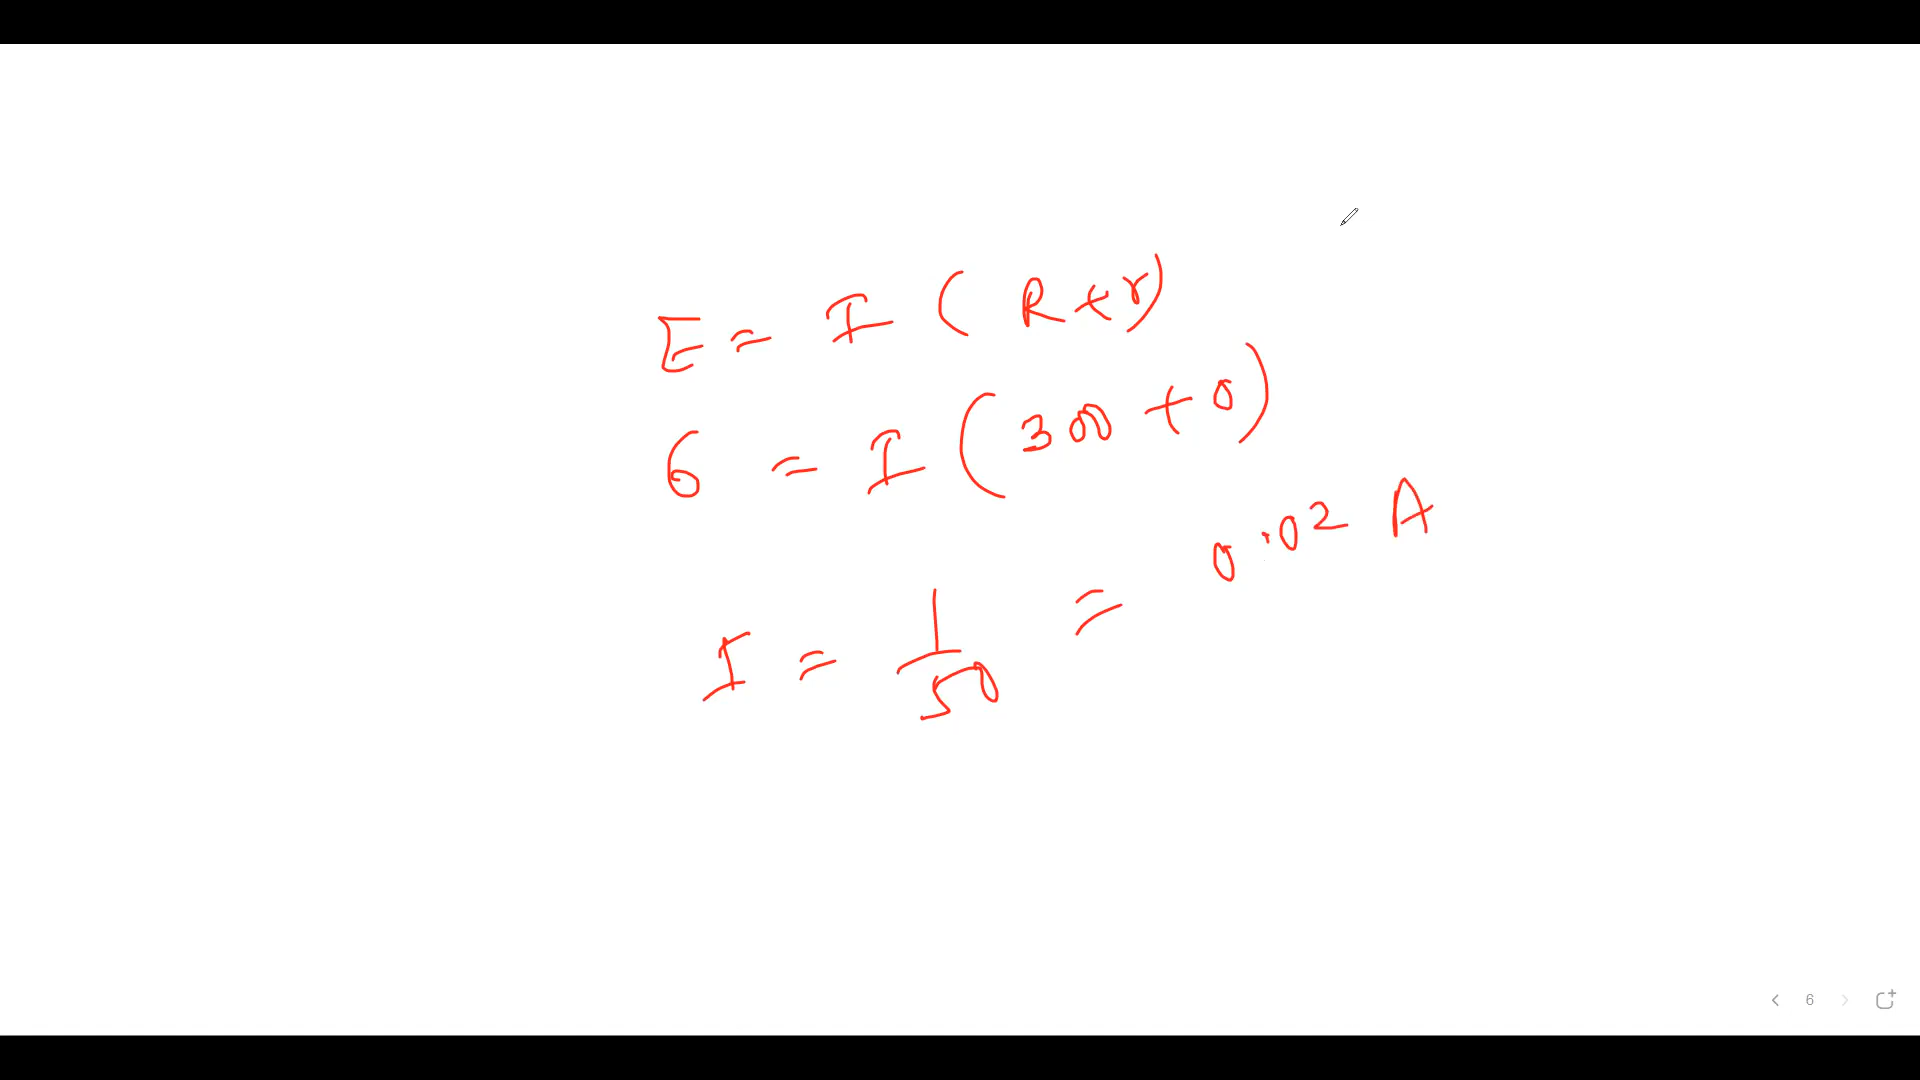 E = I (R+r)
6 = I (300 + 0)
I = 1/50 = 0.02 A
6